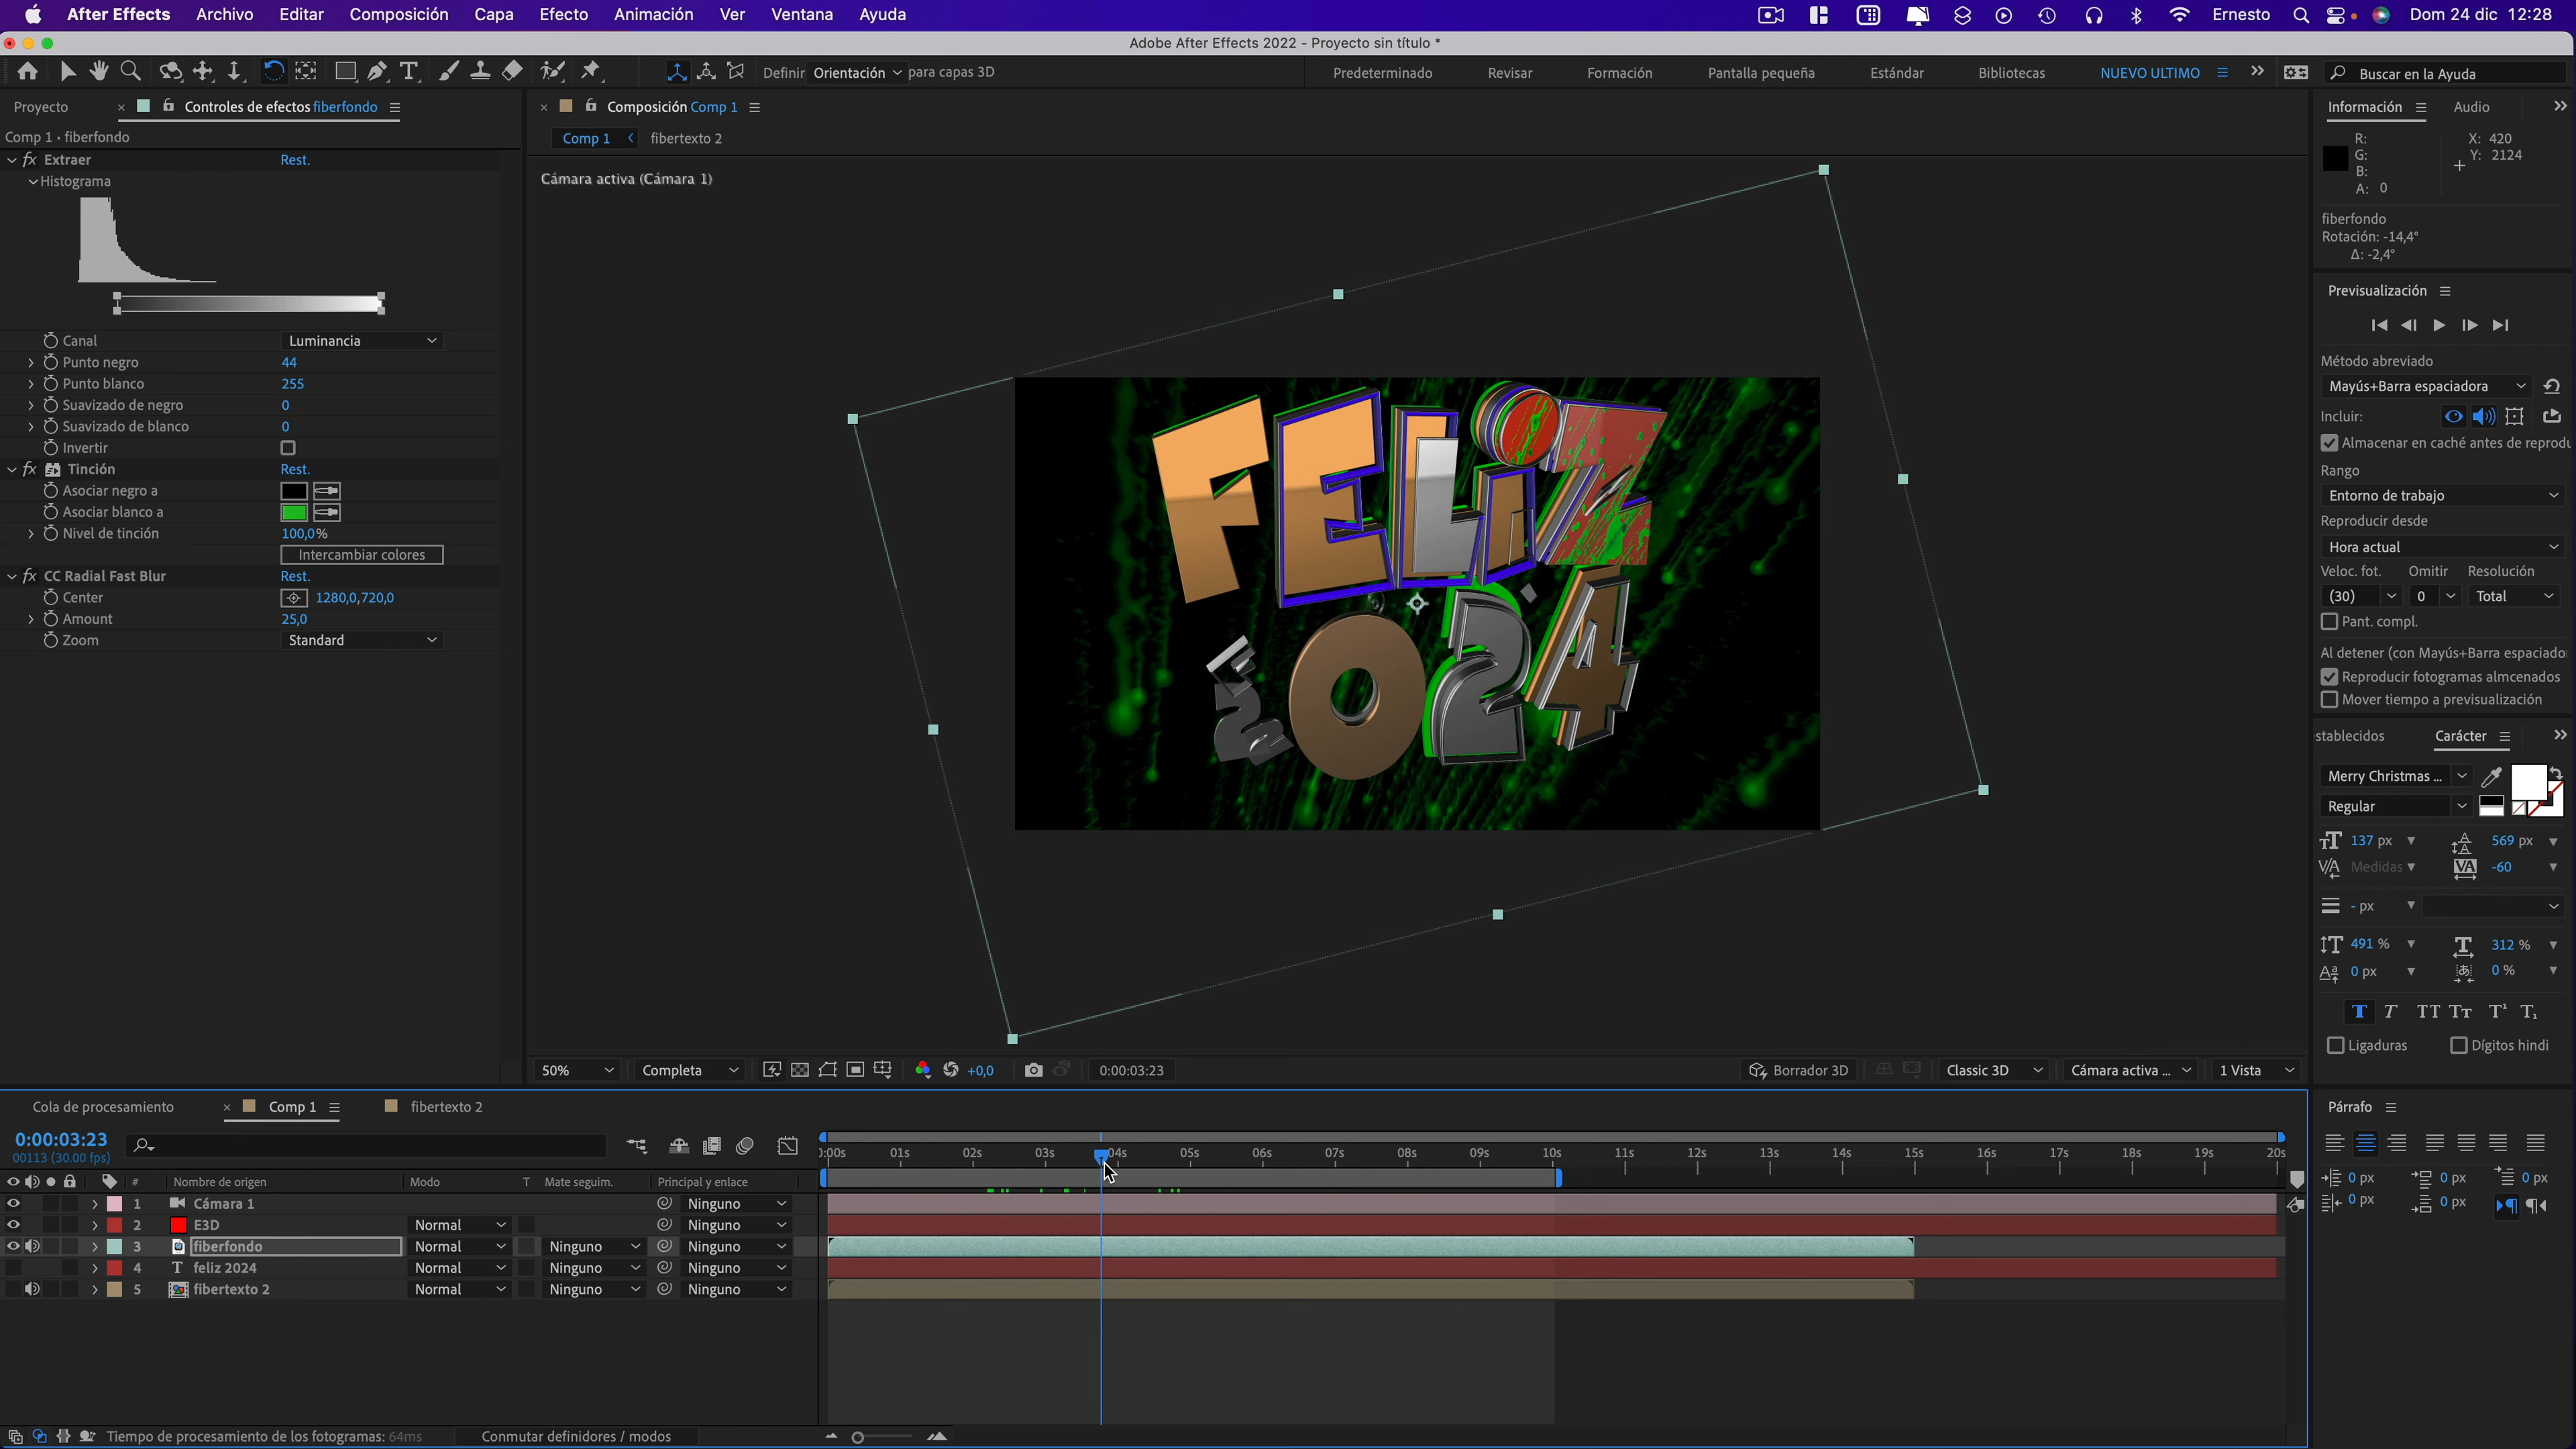 After Effects Archivo Editar Composición Capa Efecto Animación Ver Ventana Ayuda Ernesto Dom 24 dic 12:28
Adobe After Effects 2022 - Proyecto sin título *
Definir Orientación para capas 3D Predeterminado Revisar Formación Pantalla pequeña Estándar Bibliotecas NUEVO ULTIMO Buscar en la Ayuda
Proyecto
Controles de efectos fiberfondo
Comp 1 • fiberfondo
Extraer Rest.
Histograma
Canal Luminancia
Punto negro 44
Punto blanco 255
Suavizado de negro 0
Suavizado de blanco 0
Invertir
Tinción Rest.
Asociar negro a
Asociar blanco a
Nivel de tinción 100,0%
Intercambiar colores
CC Radial Fast Blur Rest.
Center 1280,0,720,0
Amount 25,0
Zoom Standard
Composición Comp 1
Comp 1 fibertexto 2
Cámara activa (Cámara 1)
FELIZ
2024
50% Completa +0,0 0:00:03:23 Borrador 3D Classic 3D Cámara activa ... 1 Vista
Información Audio
R: X: 420
G: Y: 2124
B:
A: 0
fiberfondo
Rotación: -14,4°
Δ: -2,4°
Previsualización
Método abreviado
Mayús+Barra espaciadora
Incluir:
Almacenar en caché antes de reprodu
Rango
Entorno de trabajo
Reproducir desde
Hora actual
Veloc. fot. Omitir Resolución
(30) 0 Total
Pant. compl.
Al detener (con Mayús+Barra espaciado
Reproducir fotogramas almcenados
Mover tiempo a previsualización
stablecidos Carácter
Merry Christmas ...
Regular
137 px 569 px
Medidas -60
- px
491 % 312 %
0 px 0 %
T T TT Tт T¹ T₁
Ligaduras Dígitos hindi
Párrafo
0 px 0 px 0 px
0 px 0 px
Cola de procesamiento Comp 1 fibertexto 2
0:00:03:23
00113 (30.00 fps)
):00s 01s 02s 03s 04s 05s 06s 07s 08s 09s 10s 11s 12s 13s 14s 15s 16s 17s 18s 19s 20s
# Nombre de origen Modo T Mate seguim. Principal y enlace
1 Cámara 1 Ninguno
2 E3D Normal Ninguno
3 fiberfondo Normal Ninguno Ninguno
4 T feliz 2024 Normal Ninguno Ninguno
5 fibertexto 2 Normal Ninguno Ninguno
Tiempo de procesamiento de los fotogramas: 64ms Conmutar definidores / modos